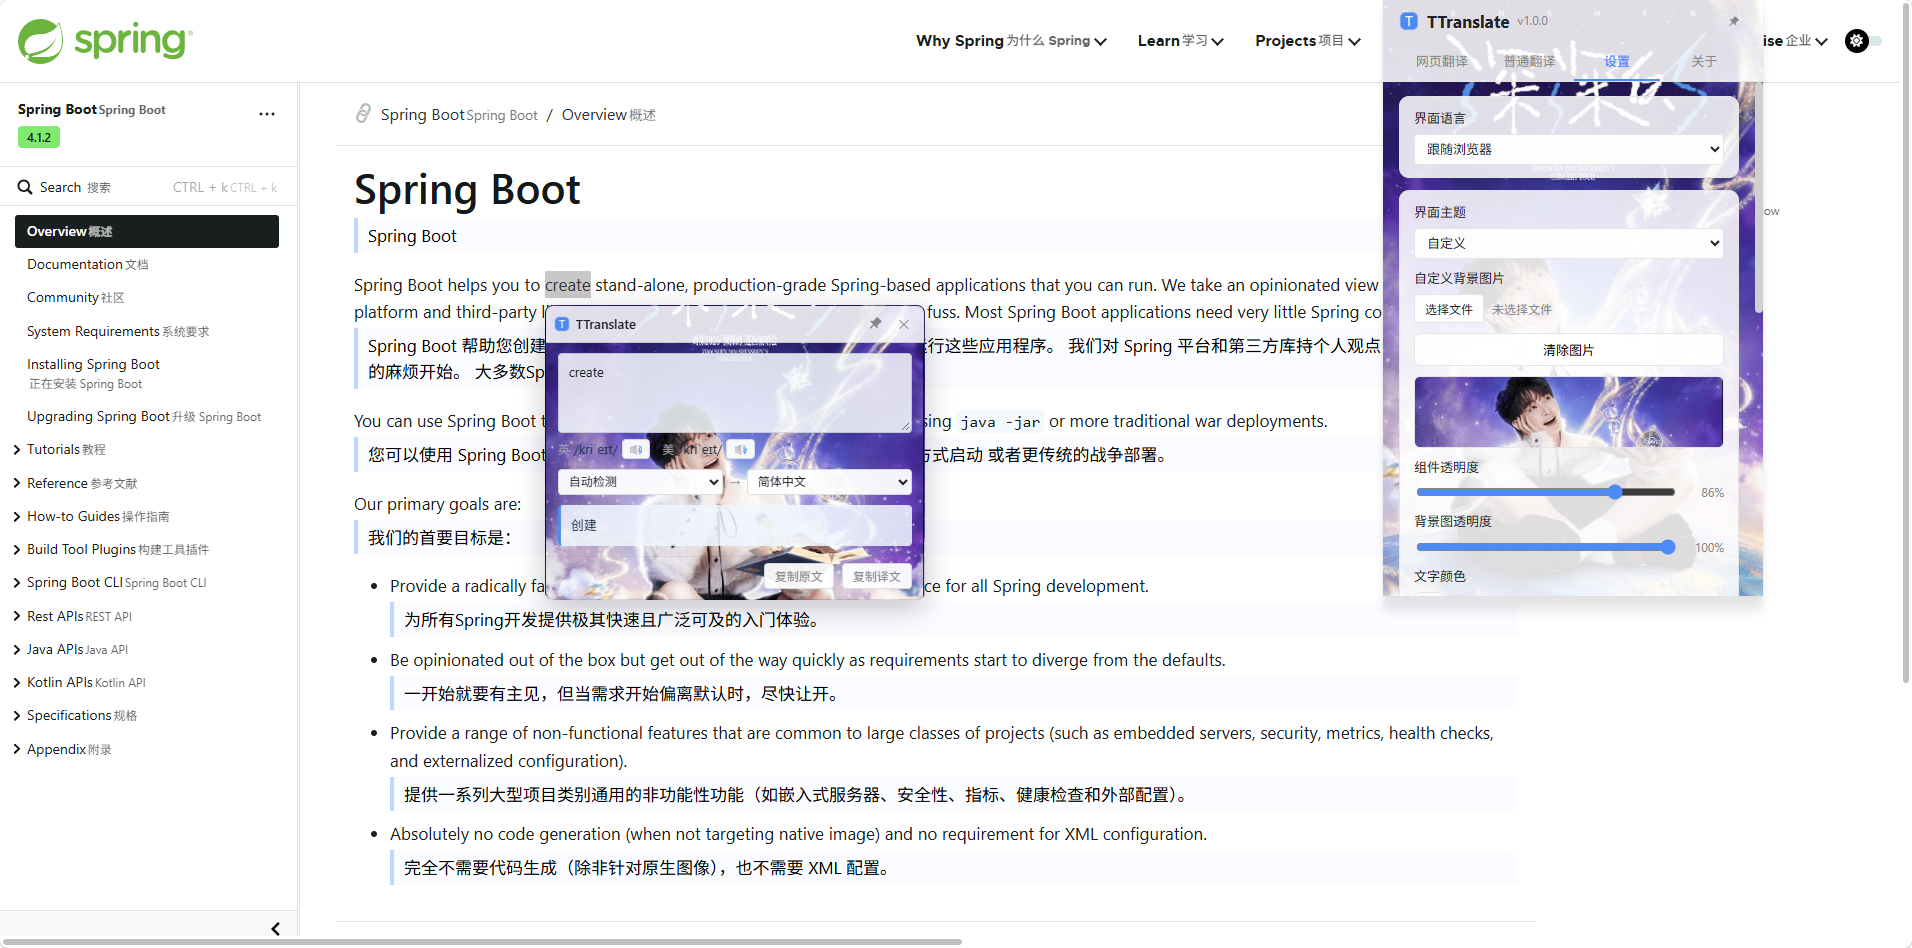 spring
Why Spring 为什么 Spring
Learn 学习
Projects 项目
ise 企业
Spring Boot Spring Boot
4.1.2
Search 搜索
CTRL + k CTRL + k
Overview 概述
Documentation 文档
Community 社区
System Requirements 系统要求
Installing Spring Boot
正在安装 Spring Boot
Upgrading Spring Boot 升级 Spring Boot
Tutorials 教程
Reference 参考文献
How-to Guides 操作指南
Build Tool Plugins 构建工具插件
Spring Boot CLI Spring Boot CLI
Rest APIs REST API
Java APIs Java API
Kotlin APIs Kotlin API
Specifications 规格
Appendix 附录
Spring Boot Spring Boot / Overview 概述
Spring Boot
Spring Boot
Spring Boot helps you to create stand-alone, production-grade Spring-based applications that you can run. We take an opinionated view
platform and third-party l
fuss. Most Spring Boot applications need very little Spring co
Spring Boot 帮助您创建
行这些应用程序。 我们对 Spring 平台和第三方库持个人观点
的麻烦开始。 大多数Sp
You can use Spring Boot t
sing java -jar or more traditional war deployments.
您可以使用 Spring Boot
方式启动 或者更传统的战争部署。
Our primary goals are:
我们的首要目标是：
Provide a radically fa
ce for all Spring development.
为所有Spring开发提供极其快速且广泛可及的入门体验。
Be opinionated out of the box but get out of the way quickly as requirements start to diverge from the defaults.
一开始就要有主见，但当需求开始偏离默认时，尽快让开。
Provide a range of non-functional features that are common to large classes of projects (such as embedded servers, security, metrics, health checks,
and externalized configuration).
提供一系列大型项目类别通用的非功能性功能（如嵌入式服务器、安全性、指标、健康检查和外部配置）。
Absolutely no code generation (when not targeting native image) and no requirement for XML configuration.
完全不需要代码生成（除非针对原生图像），也不需要 XML 配置。
T TTranslate
create
英 /kriˈeɪt/ 美 /kriˈeɪt/
自动检测 → 简体中文
创建
复制原文 复制译文
T TTranslate v1.0.0
网页翻译 普通翻译 设置 关于
界面语言
跟随浏览器
界面主题
自定义
自定义背景图片
选择文件 未选择文件
清除图片
组件透明度
86%
背景图透明度
100%
文字颜色
ow